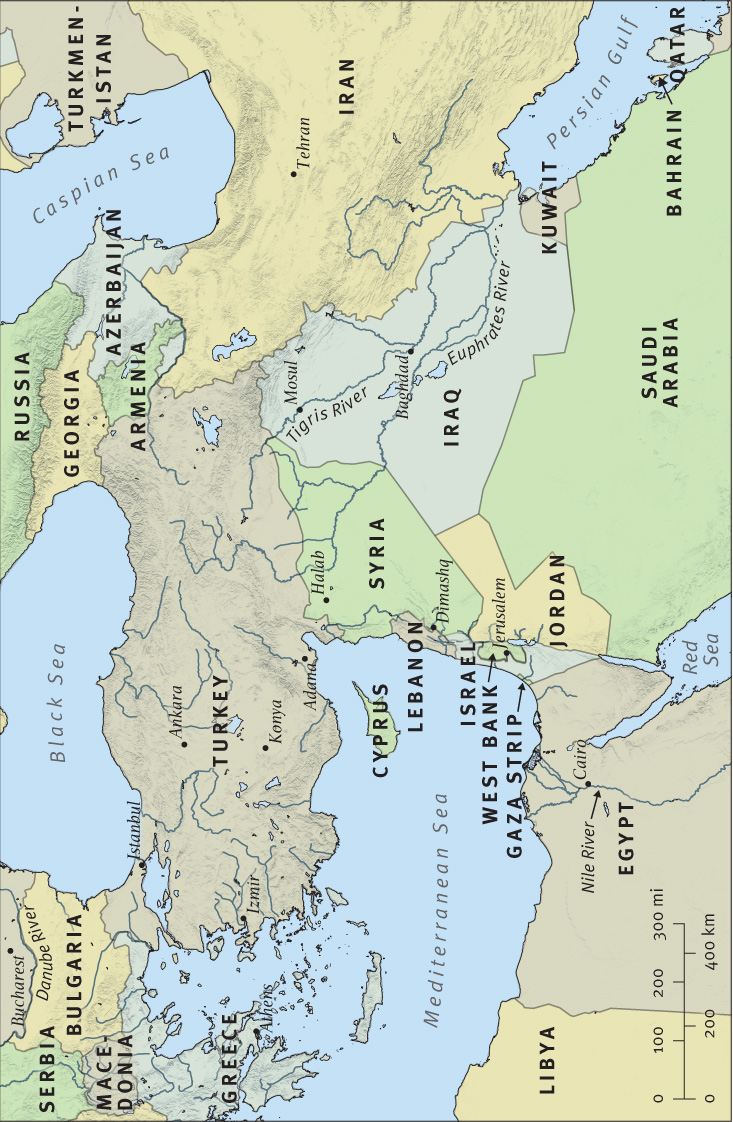 RUSSIA
GEORGIA
ARMENIA
AZERBAIJAN
Caspian Sea
TURKMEN-
ISTAN
Black Sea
Bucharest
Danube River
SERBIA
BULGARIA
MACE-
DONIA
GREECE
Athens
Istanbul
Izmir
Ankara
TURKEY
Konya
Adana
Tehran
IRAN
Mosul
Tigris River
Baghdad
Euphrates River
IRAQ
Halab
SYRIA
Dimashq
CYPRUS
LEBANON
ISRAEL
WEST BANK
GAZA STRIP
Jerusalem
JORDAN
Mediterranean Sea
KUWAIT
Persian Gulf
BAHRAIN
QATAR
SAUDI
ARABIA
Red
Sea
Cairo
Nile River
EGYPT
LIBYA
0 100 200 300 mi
0 200 400 km